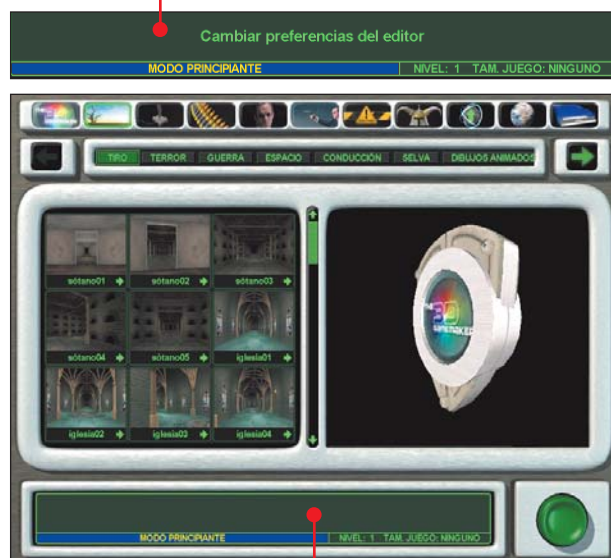 Cambiar preferencias del editor
MODO PRINCIPIANTE NIVEL: 1 TAM. JUEGO: NINGUNO
TIRO TERROR GUERRA ESPACIO CONDUCCIÓN SELVA DIBUJOS ANIMADOS
sótano01 sótano02 sótano03
sótano04 sótano05 iglesia01
iglesia02 iglesia03 iglesia04
3D
gamemaker
MODO PRINCIPIANTE NIVEL: 1 TAM. JUEGO: NINGUNO